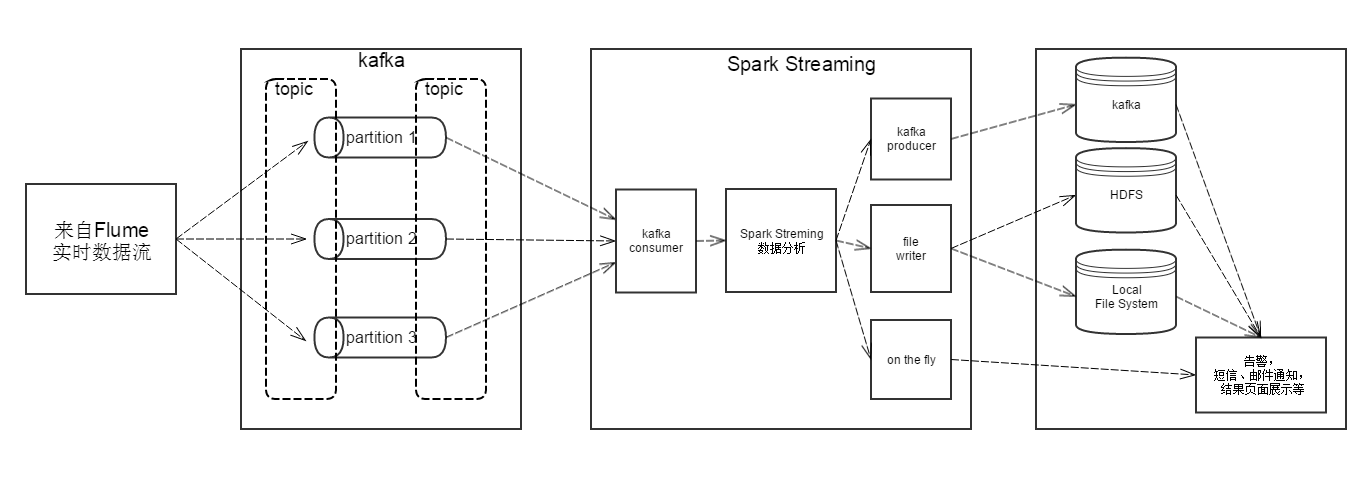 来自Flume
实时数据流
kafka
topic
topic
partition 1
partition 2
partition 3
Spark Streaming
kafka
consumer
Spark Streming
数据分析
kafka
producer
file
writer
on the fly
kafka
HDFS
Local
File System
告警，
短信、邮件通知，
结果页面展示等